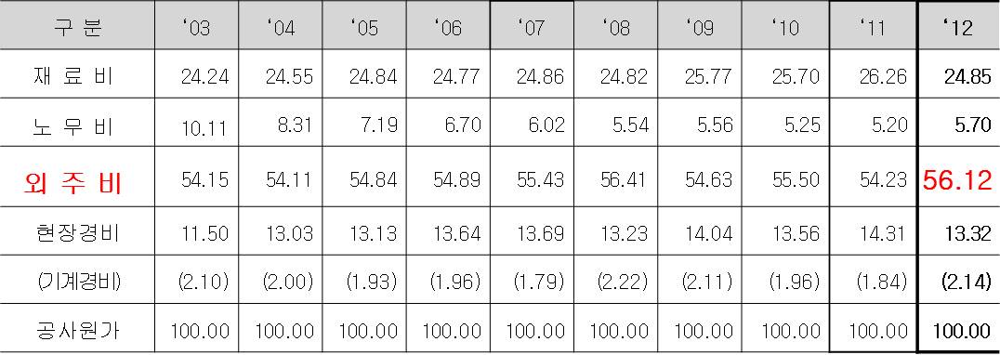 구 분 ‘03 ‘04 ‘05 ‘06 ‘07 ‘08 ‘09 ‘10 ‘11 ‘12
재 료 비 24.24 24.55 24.84 24.77 24.86 24.82 25.77 25.70 26.26 24.85
노 무 비 10.11 8.31 7.19 6.70 6.02 5.54 5.56 5.25 5.20 5.70
외 주 비 54.15 54.11 54.84 54.89 55.43 56.41 54.63 55.50 54.23 56.12
현장경비 11.50 13.03 13.13 13.64 13.69 13.23 14.04 13.56 14.31 13.32
(기계경비) (2.10) (2.00) (1.93) (1.96) (1.79) (2.22) (2.11) (1.96) (1.84) (2.14)
공사원가 100.00 100.00 100.00 100.00 100.00 100.00 100.00 100.00 100.00 100.00